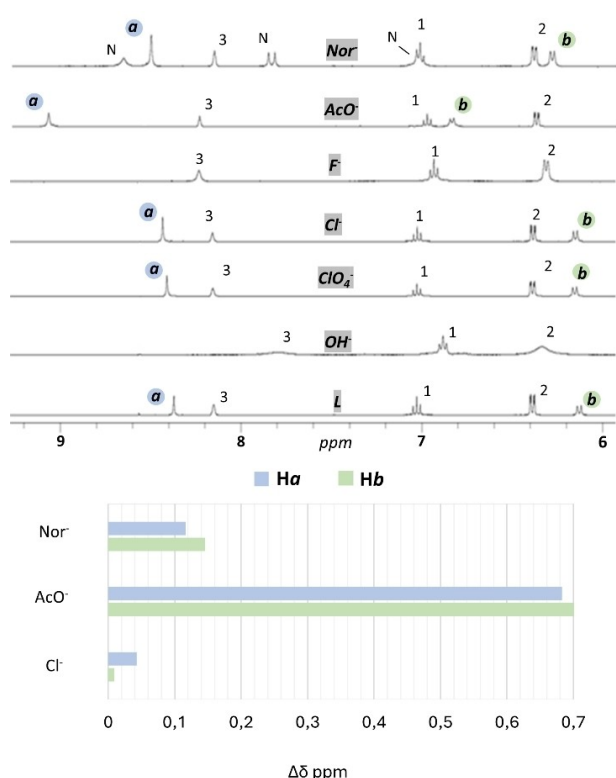 N a 3 N N 1 Nor⁻ 2 b
a 3 AcO⁻ 1 b 2
3 F⁻ 1 2
a 3 Cl⁻ 1 2 b
a 3 ClO₄⁻ 1 2 b
3 OH⁻ 1 2
a 3 L 1 2 b
9 8 ppm 7 6
Ha Hb
Nor⁻
AcO⁻
Cl⁻
0 0,1 0,2 0,3 0,4 0,5 0,6 0,7
Δδ ppm